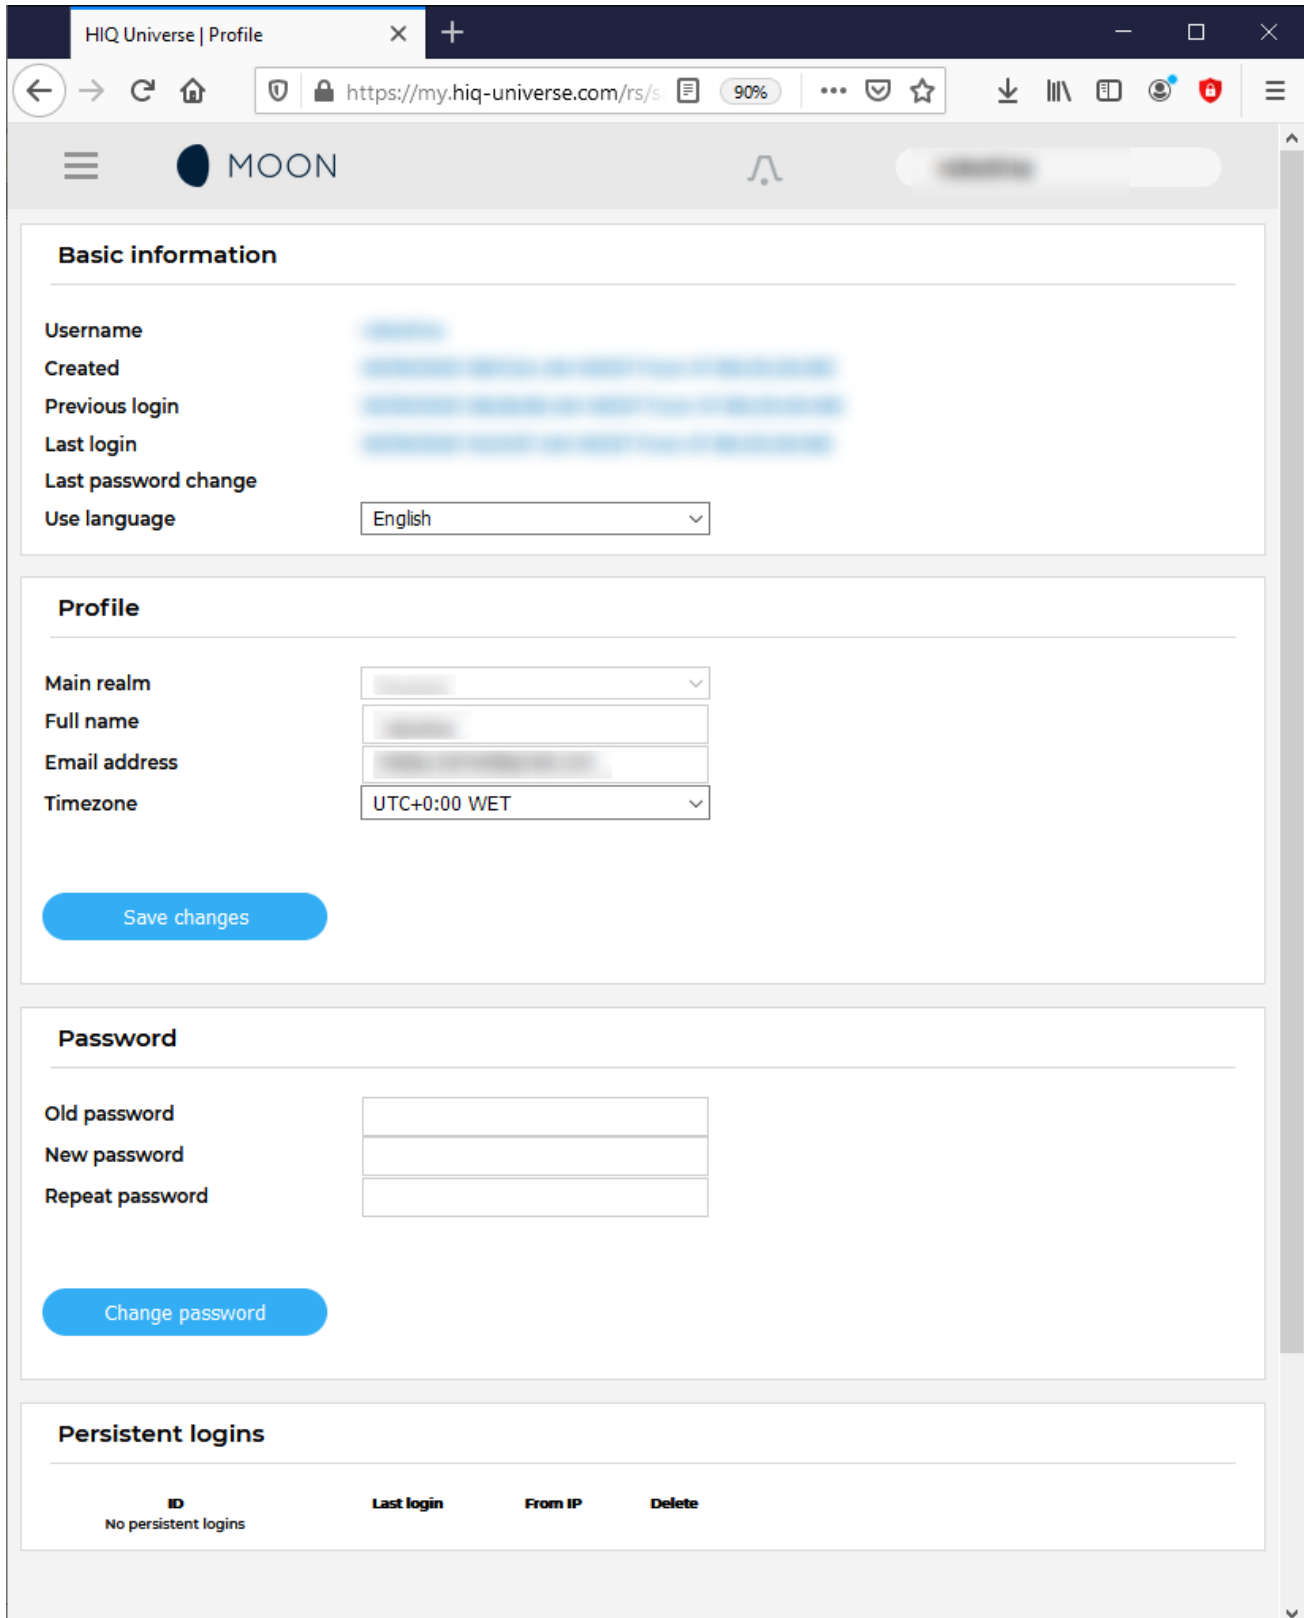 HIQ Universe | Profile
https://my.hiq-universe.com/rs/s
90%
MOON
Basic information
Username
Created
Previous login
Last login
Last password change
Use language English
Profile
Main realm
Full name
Email address
Timezone UTC+0:00 WET
Save changes
Password
Old password
New password
Repeat password
Change password
Persistent logins
ID Last login From IP Delete
No persistent logins